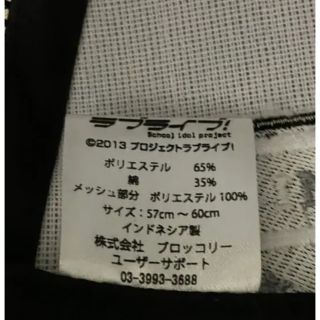 ラブライブ!
School idol project
©2013 プロジェクトラブライブ!
ポリエステル 65%
綿 35%
メッシュ部分 ポリエステル100%
サイズ:57cm～60cm
インドネシア製
株式会社 ブロッコリー
ユーザーサポート
03-3993-3688